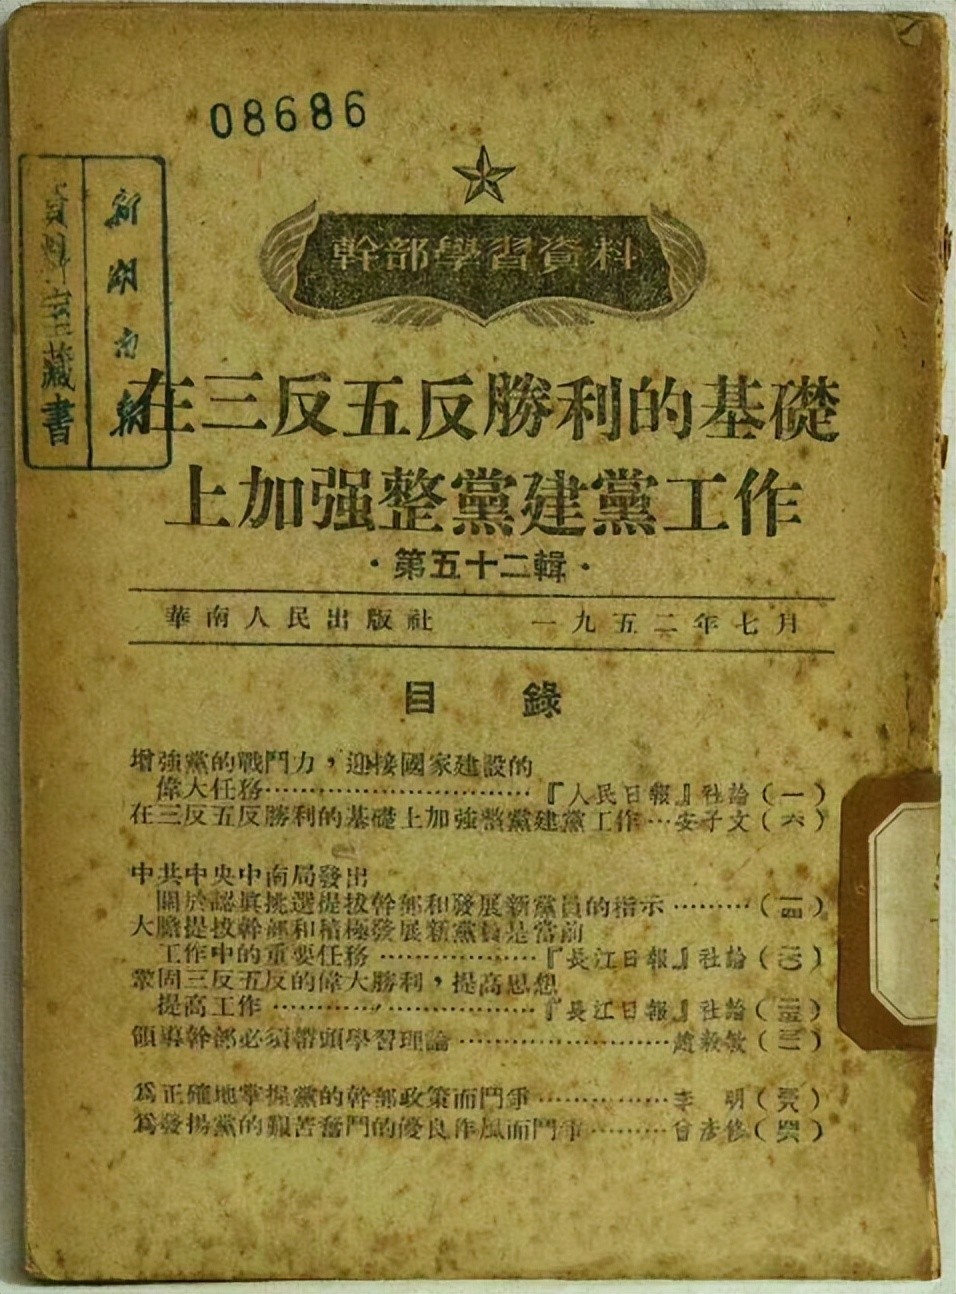 08686
新湖南報
資料室藏書
幹部學習資料
在三反五反勝利的基礎
上加强整黨建黨工作
·第五十二輯·
華南人民出版社 一九五二年七月
目 錄
增強黨的戰鬥力，迎接國家建設的
偉大任務…………………………『人民日報』社論（一）
在三反五反勝利的基礎上加強整黨建黨工作…安子文（六）
中共中央中南局發出
關於認眞挑選提拔幹部和發展新黨員的指示………（一四）
大膽提拔幹部和積極發展新黨員是當前
工作中的重要任務………………『長江日報』社論
鞏固三反五反的偉大勝利，提高思想
提高工作…………………………『長江日報』社論
領導幹部必須帶頭學習理論……………………趙毅敏
爲正確地掌握黨的幹部政策而鬥爭……………李 明
爲發揚黨的艱苦奮鬥的優良作風而鬥爭………曾彥修